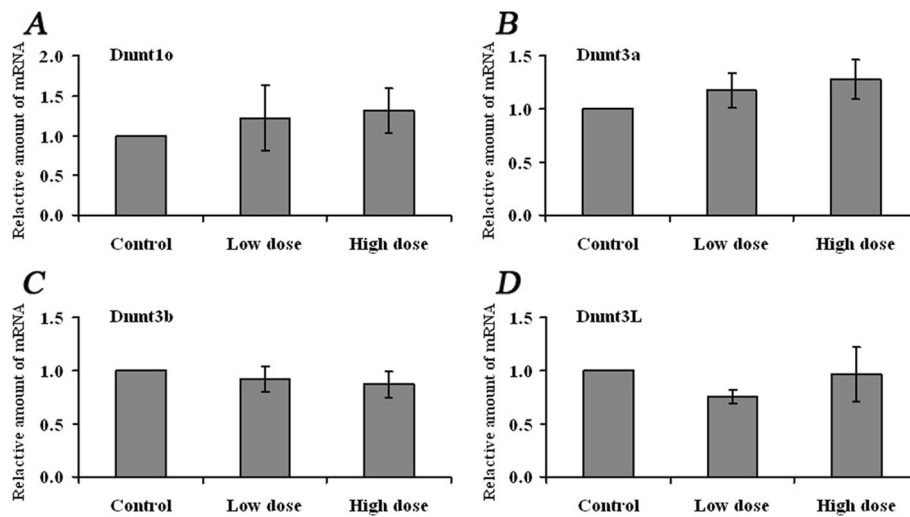 A
Relactive amount of mRNA
Dnmt1o
2.0
1.5
1.0
0.5
0.0
Control Low dose High dose
B
Relactive amount of mRNA
Dnmt3a
1.5
1.0
0.5
0.0
Control Low dose High dose
C
Relactive amount of mRNA
Dnmt3b
1.5
1.0
0.5
0.0
Control Low dose High dose
D
Relactive amount of mRNA
Dnmt3L
1.5
1.0
0.5
0.0
Control Low dose High dose